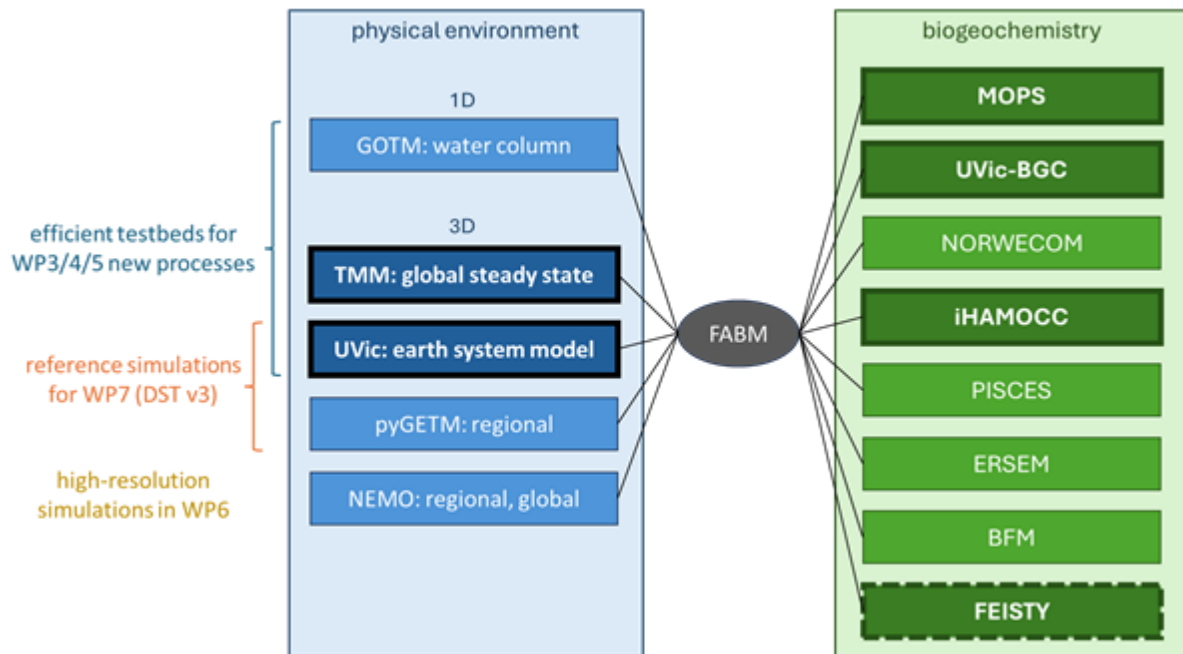 physical environment
1D
GOTM: water column
3D
TMM: global steady state
UVic: earth system model
pyGETM: regional
NEMO: regional, global
efficient testbeds for
WP3/4/5 new processes
reference simulations
for WP7 (DST v3)
high-resolution
simulations in WP6
FABM
biogeochemistry
MOPS
UVic-BGC
NORWECOM
iHAMOCC
PISCES
ERSEM
BFM
FEISTY